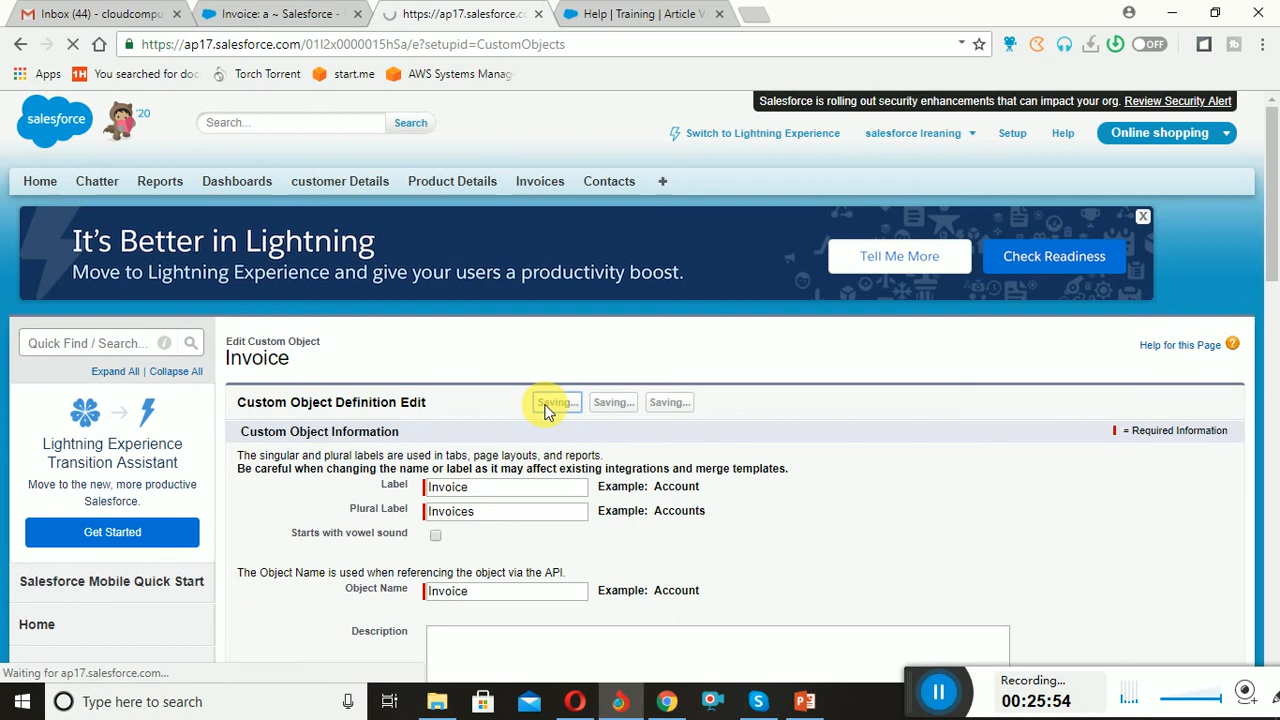 Inbox (44) - cloudcompu
Invoice: a ~ Salesforce -
https://ap17.salesforce.co
Help | Training | Article V
https://ap17.salesforce.com/01I2x0000015hSa/e?setupid=CustomObjects
OFF
Apps
You searched for doc
Torch Torrent
start.me
AWS Systems Manag
salesforce
'20
Search...
Search
Salesforce is rolling out security enhancements that can impact your org. Review Security Alert
Switch to Lightning Experience
salesforce lreaning
Setup
Help
Online shopping
Home
Chatter
Reports
Dashboards
customer Details
Product Details
Invoices
Contacts
It's Better in Lightning
Move to Lightning Experience and give your users a productivity boost.
Tell Me More
Check Readiness
X
Quick Find / Search...
Expand All | Collapse All
Lightning Experience
Transition Assistant
Move to the new, more productive
Salesforce.
Get Started
Salesforce Mobile Quick Start
Home
Edit Custom Object
Invoice
Help for this Page
Custom Object Definition Edit
Saving...
Saving...
Saving...
Custom Object Information
= Required Information
The singular and plural labels are used in tabs, page layouts, and reports.
Be careful when changing the name or label as it may affect existing integrations and merge templates.
Label
Invoice
Example: Account
Plural Label
Invoices
Example: Accounts
Starts with vowel sound
The Object Name is used when referencing the object via the API.
Object Name
Invoice
Example: Account
Description
Waiting for ap17.salesforce.com...
Recording...
00:25:54
Type here to search